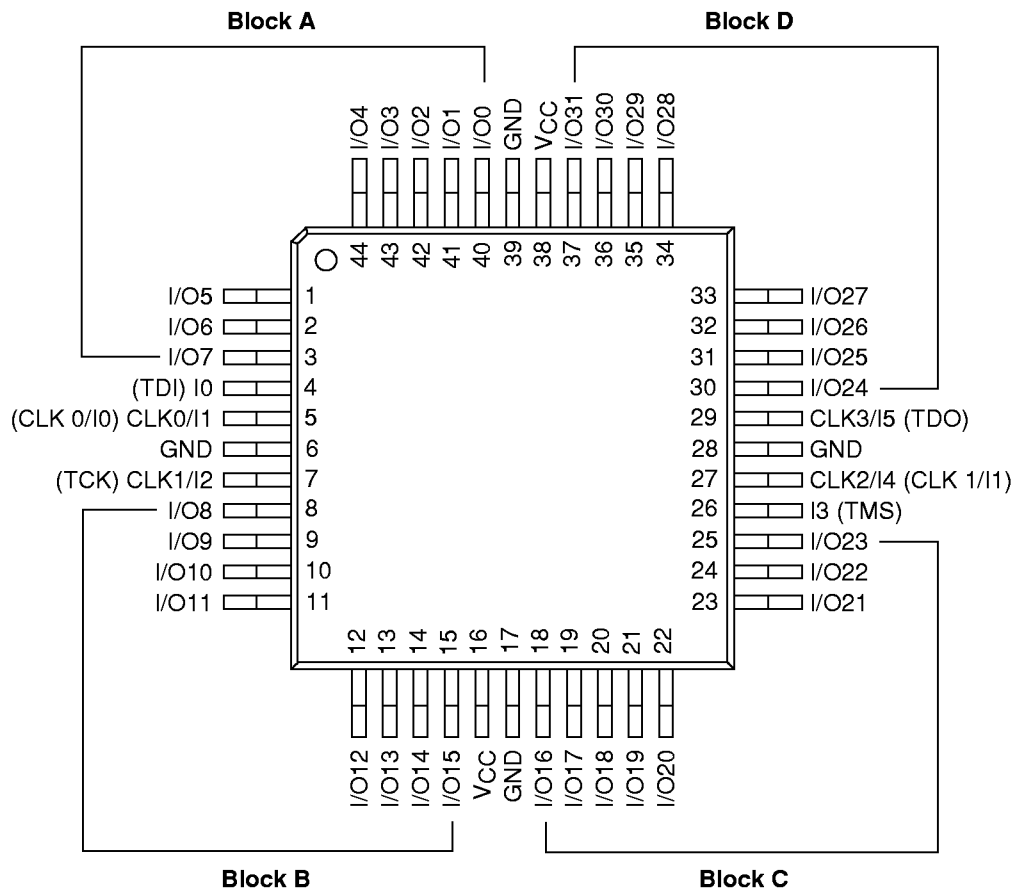 Block A
Block D
I/O4
I/O3
I/O2
I/O1
I/O0
GND
VCC
I/O31
I/O30
I/O29
I/O28
44
43
42
41
40
39
38
37
36
35
34
I/O5
1
33
I/O27
I/O6
2
32
I/O26
I/O7
3
31
I/O25
(TDI) I0
4
30
I/O24
(CLK 0/I0) CLK0/I1
5
29
CLK3/I5 (TDO)
GND
6
28
GND
(TCK) CLK1/I2
7
27
CLK2/I4 (CLK 1/I1)
I/O8
8
26
I3 (TMS)
I/O9
9
25
I/O23
I/O10
10
24
I/O22
I/O11
11
23
I/O21
12
13
14
15
16
17
18
19
20
21
22
I/O12
I/O13
I/O14
I/O15
VCC
GND
I/O16
I/O17
I/O18
I/O19
I/O20
Block B
Block C